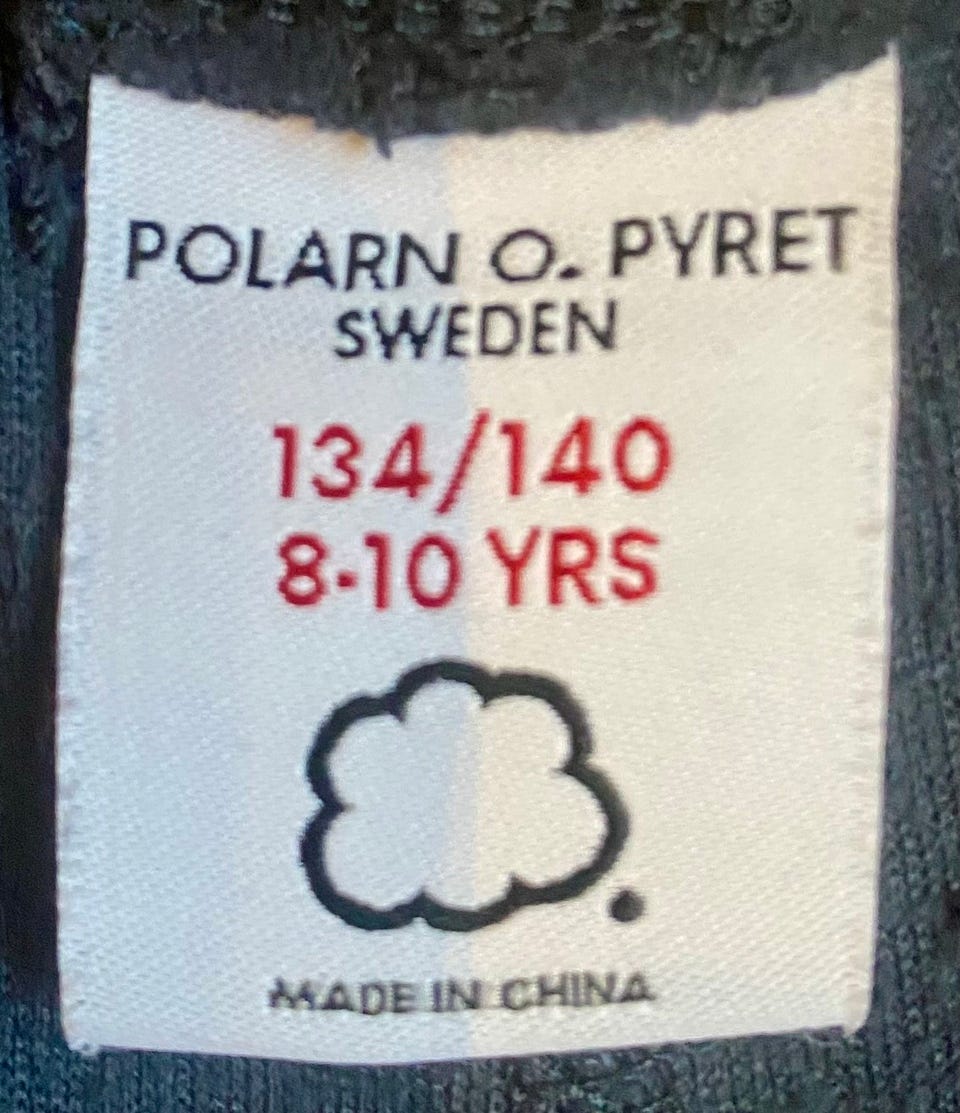 POLARN O. PYRET
SWEDEN
134/140
8-10 YRS
MADE IN CHINA